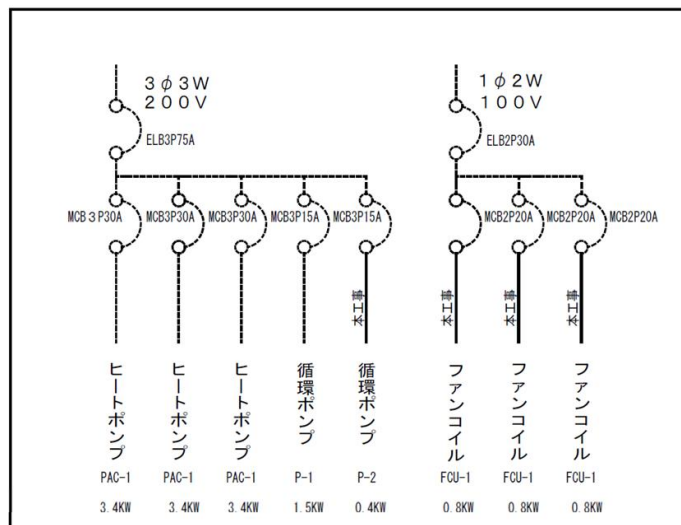 3φ3W
200V
1φ2W
100V
ELB3P75A
ELB2P30A
MCB3P30A
MCB3P30A
MCB3P30A
MCB3P15A
MCB3P15A
MCB2P20A
MCB2P20A
MCB2P20A
本工事
本工事
本工事
本工事
ヒートポンプ
ヒートポンプ
ヒートポンプ
循環ポンプ
循環ポンプ
ファンコイル
ファンコイル
ファンコイル
PAC-1
PAC-1
PAC-1
P-1
P-2
FCU-1
FCU-1
FCU-1
3.4KW
3.4KW
3.4KW
1.5KW
0.4KW
0.8KW
0.8KW
0.8KW